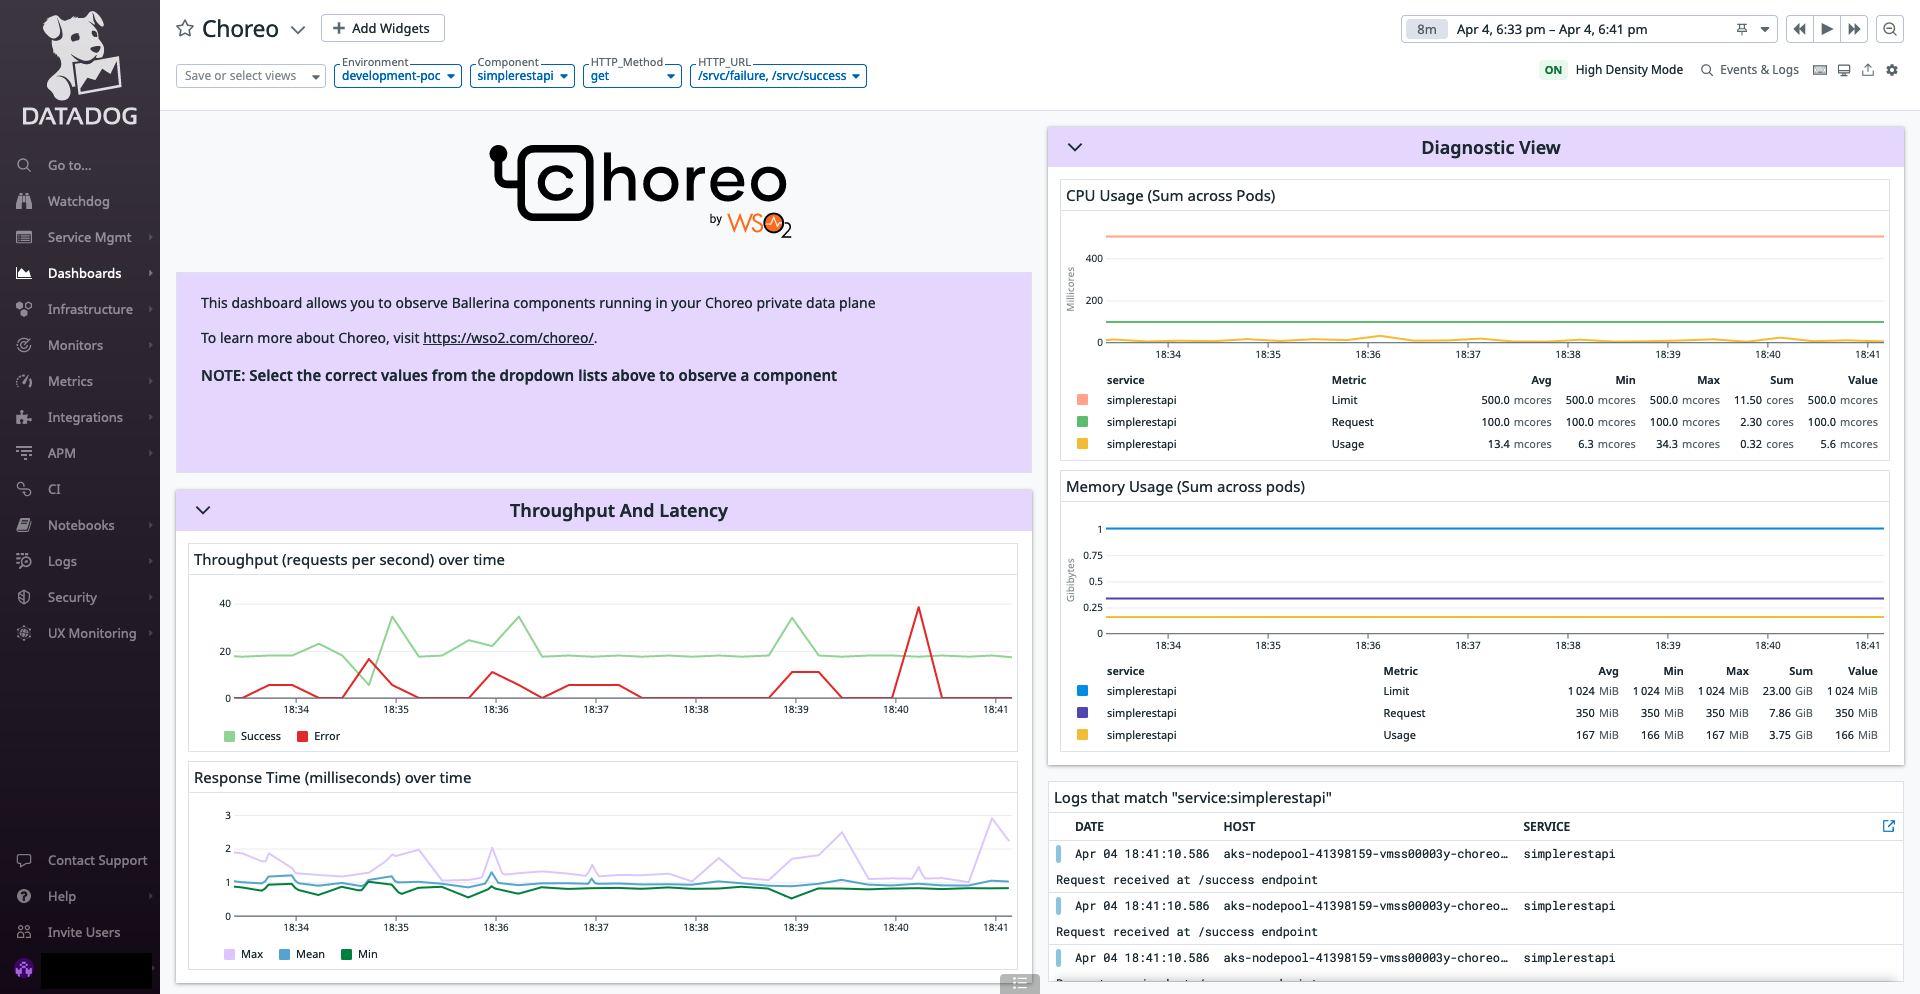 DATADOG
Go to...
Watchdog
Service Mgmt
Dashboards
Infrastructure
Monitors
Metrics
Integrations
APM
CI
Notebooks
Logs
Security
UX Monitoring
Contact Support
Help
Invite Users
Choreo
Add Widgets
8m Apr 4, 6:33 pm – Apr 4, 6:41 pm
Save or select views
Environment
development-poc
Component
simplerestapi
HTTP_Method
get
HTTP_URL
/srvc/failure, /srvc/success
ON High Density Mode
Events & Logs
choreo
by WSO2
This dashboard allows you to observe Ballerina components running in your Choreo private data plane
To learn more about Choreo, visit https://wso2.com/choreo/.
NOTE: Select the correct values from the dropdown lists above to observe a component
Throughput And Latency
Throughput (requests per second) over time
40
20
0
18:34 18:35 18:36 18:37 18:38 18:39 18:40 18:41
Success Error
Response Time (milliseconds) over time
3
2
1
0
18:34 18:35 18:36 18:37 18:38 18:39 18:40 18:41
Max Mean Min
Diagnostic View
CPU Usage (Sum across Pods)
Millicores
400
200
0
18:34 18:35 18:36 18:37 18:38 18:39 18:40 18:41
service Metric Avg Min Max Sum Value
simplerestapi Limit 500.0 mcores 500.0 mcores 500.0 mcores 11.50 cores 500.0 mcores
simplerestapi Request 100.0 mcores 100.0 mcores 100.0 mcores 2.30 cores 100.0 mcores
simplerestapi Usage 13.4 mcores 6.3 mcores 34.3 mcores 0.32 cores 5.6 mcores
Memory Usage (Sum across pods)
Gibibytes
1
0.75
0.5
0.25
0
18:34 18:35 18:36 18:37 18:38 18:39 18:40 18:41
service Metric Avg Min Max Sum Value
simplerestapi Limit 1 024 MiB 1 024 MiB 1 024 MiB 23.00 GiB 1 024 MiB
simplerestapi Request 350 MiB 350 MiB 350 MiB 7.86 GiB 350 MiB
simplerestapi Usage 167 MiB 166 MiB 167 MiB 3.75 GiB 166 MiB
Logs that match "service:simplerestapi"
DATE HOST SERVICE
Apr 04 18:41:10.586 aks-nodepool-41398159-vmss00003y-choreo… simplerestapi
Request received at /success endpoint
Apr 04 18:41:10.586 aks-nodepool-41398159-vmss00003y-choreo… simplerestapi
Request received at /success endpoint
Apr 04 18:41:10.586 aks-nodepool-41398159-vmss00003y-choreo… simplerestapi